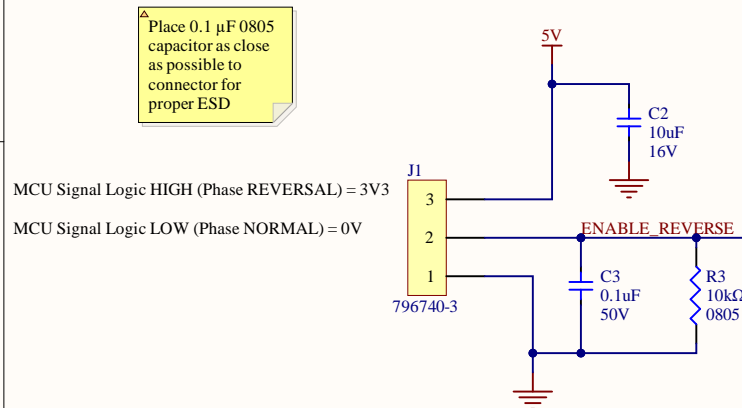 Place 0.1 µF 0805
capacitor as close
as possible to
connector for
proper ESD
5V
C2
10uF
16V
MCU Signal Logic HIGH (Phase REVERSAL) = 3V3
MCU Signal Logic LOW (Phase NORMAL) = 0V
J1
3
2
1
796740-3
ENABLE_REVERSE
C3
0.1uF
50V
R3
10kΩ
0805